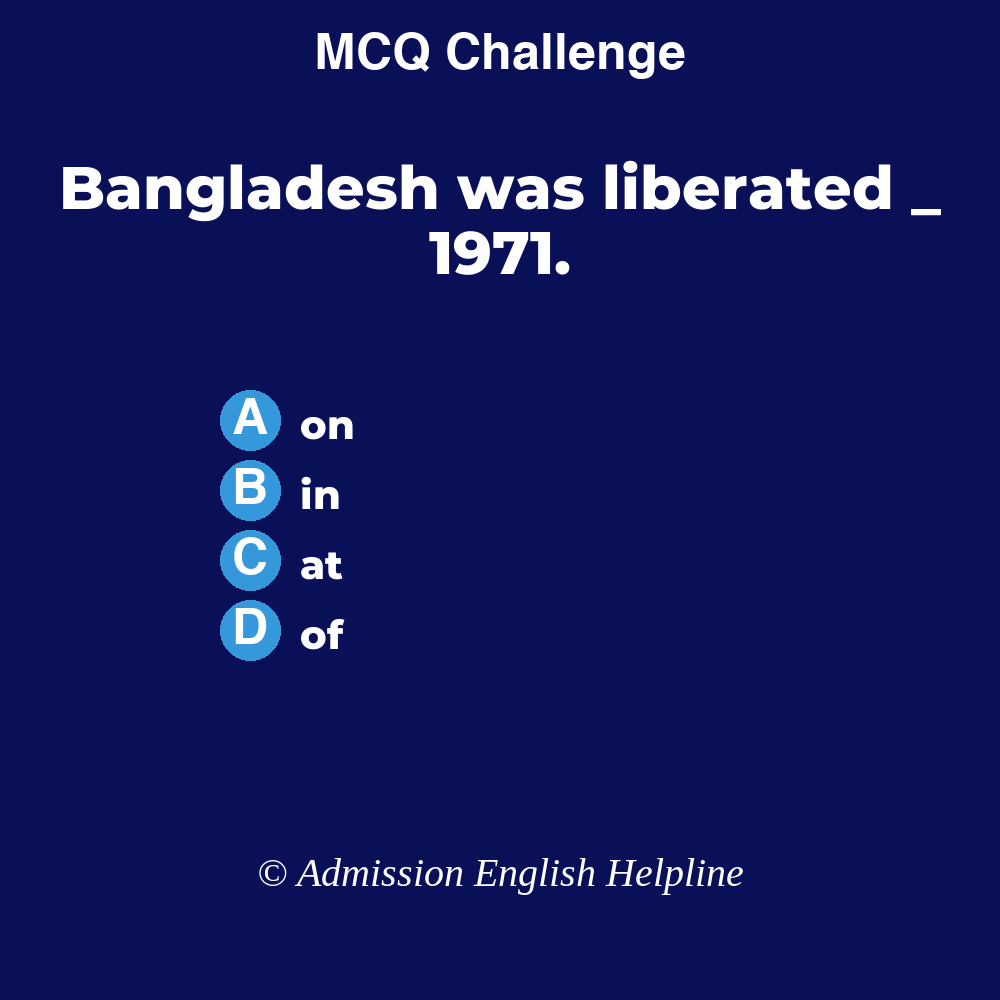 MCQ Challenge
Bangladesh was liberated _
1971.
A on
B in
C at
D of
© Admission English Helpline